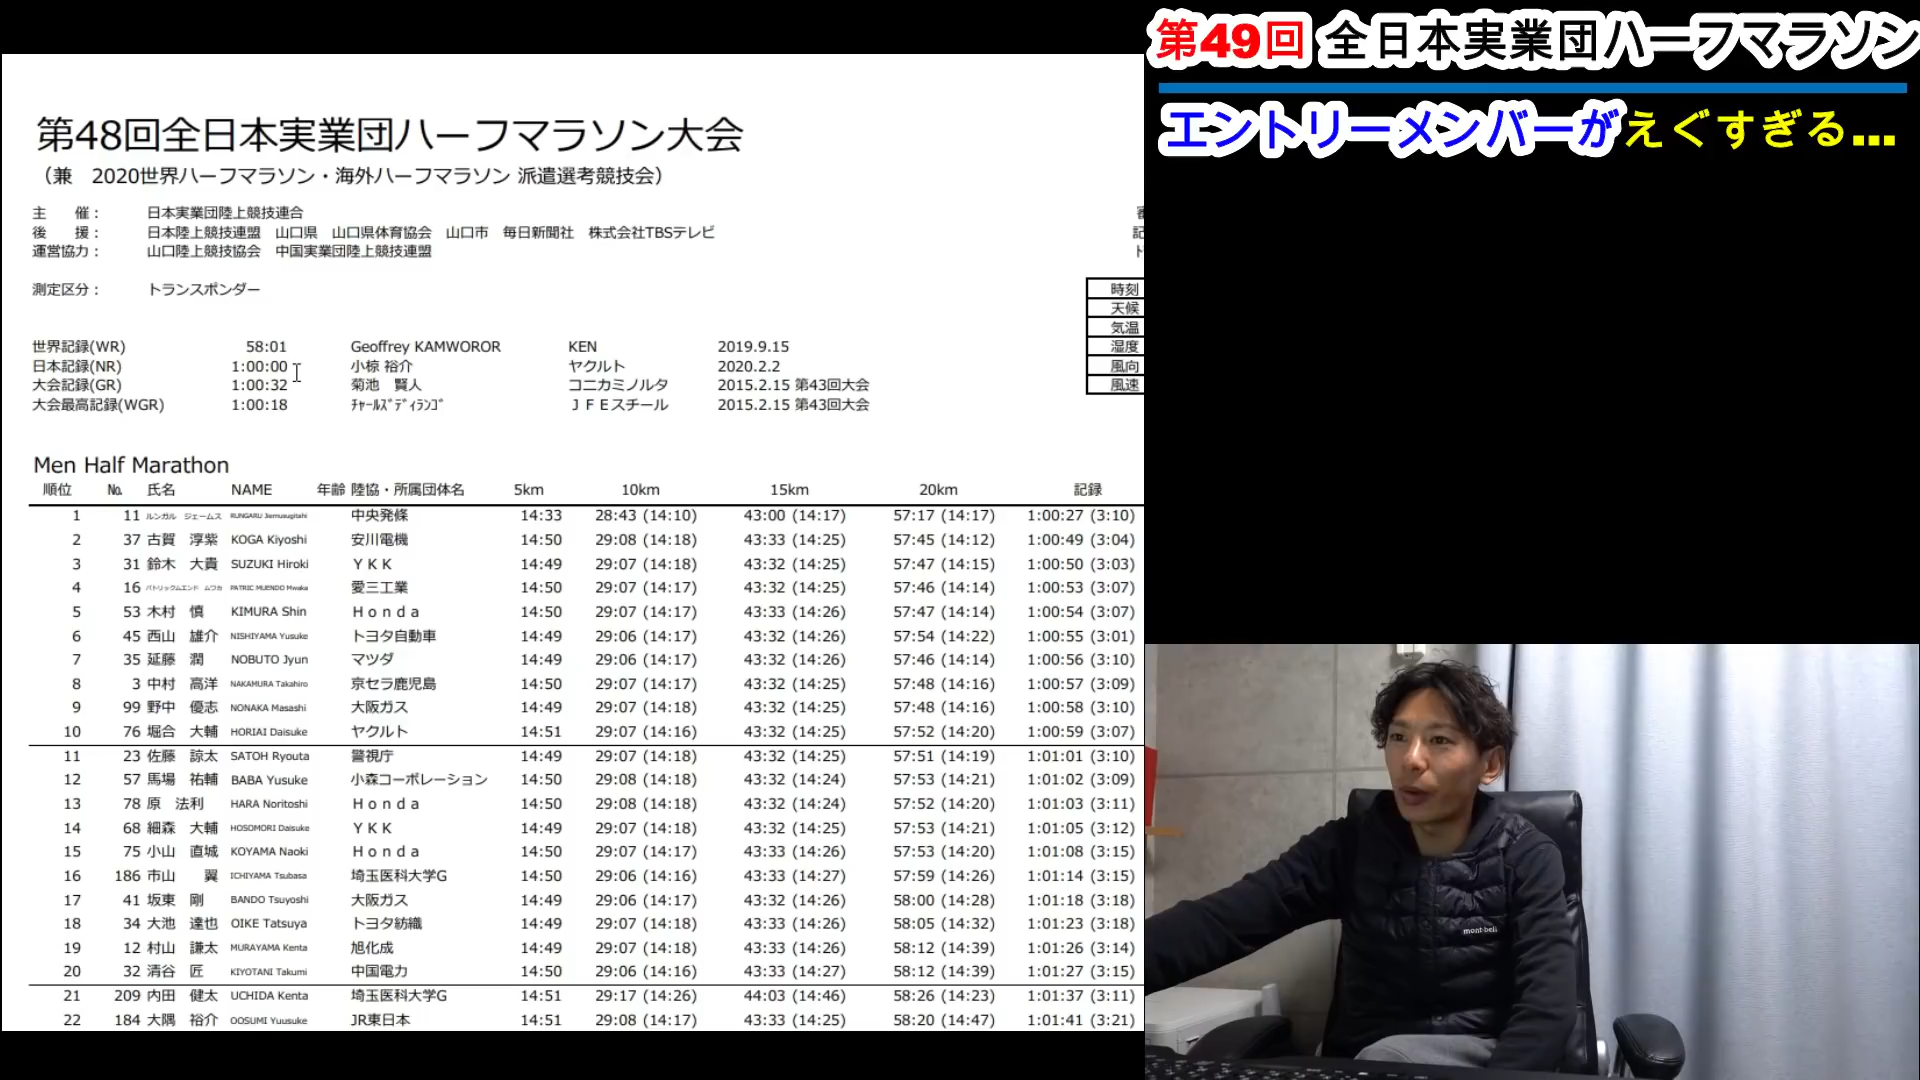 第49回 全日本実業団ハーフマラソン
エントリーメンバーがえぐすぎる...
第48回全日本実業団ハーフマラソン大会
（兼 2020世界ハーフマラソン・海外ハーフマラソン 派遣選考競技会）
主 催： 日本実業団陸上競技連合
後 援： 日本陸上競技連盟 山口県 山口県体育協会 山口市 毎日新聞社 株式会社TBSテレビ
運営協力： 山口陸上競技協会 中国実業団陸上競技連盟
測定区分： トランスポンダー
時刻
天候
気温
湿度
風向
風速
世界記録(WR) 58:01 Geoffrey KAMWOROR KEN 2019.9.15
日本記録(NR) 1:00:00 小椋 裕介 ヤクルト 2020.2.2
大会記録(GR) 1:00:32 菊池 賢人 コニカミノルタ 2015.2.15 第43回大会
大会最高記録(WGR) 1:00:18 ﾁｬｰﾙｽﾞﾃﾞｨﾗﾝｺﾞ ＪＦＥスチール 2015.2.15 第43回大会
Men Half Marathon
順位 № 氏名 NAME 年齢 陸協・所属団体名 5km 10km 15km 20km 記録
1 11 ルンガル ジェームス RUNGARU 中央発條 14:33 28:43 (14:10) 43:00 (14:17) 57:17 (14:17) 1:00:27 (3:10)
2 37 古賀 淳紫 KOGA Kiyoshi 安川電機 14:50 29:08 (14:18) 43:33 (14:25) 57:45 (14:12) 1:00:49 (3:04)
3 31 鈴木 大貴 SUZUKI Hiroki ＹＫＫ 14:49 29:07 (14:18) 43:32 (14:25) 57:47 (14:15) 1:00:50 (3:03)
4 16 パトリックムエンド ムワカ PATRIC MUENDO Mwaka 愛三工業 14:50 29:07 (14:17) 43:32 (14:25) 57:46 (14:14) 1:00:53 (3:07)
5 53 木村 慎 KIMURA Shin Ｈｏｎｄａ 14:50 29:07 (14:17) 43:33 (14:26) 57:47 (14:14) 1:00:54 (3:07)
6 45 西山 雄介 NISHIYAMA Yusuke トヨタ自動車 14:49 29:06 (14:17) 43:32 (14:26) 57:54 (14:22) 1:00:55 (3:01)
7 35 延藤 潤 NOBUTO Jyun マツダ 14:49 29:06 (14:17) 43:32 (14:26) 57:46 (14:14) 1:00:56 (3:10)
8 3 中村 高洋 NAKAMURA Takahiro 京セラ鹿児島 14:50 29:07 (14:17) 43:32 (14:25) 57:48 (14:16) 1:00:57 (3:09)
9 99 野中 優志 NONAKA Masashi 大阪ガス 14:49 29:07 (14:18) 43:32 (14:25) 57:48 (14:16) 1:00:58 (3:10)
10 76 堀合 大輔 HORIAI Daisuke ヤクルト 14:51 29:07 (14:16) 43:32 (14:25) 57:52 (14:20) 1:00:59 (3:07)
11 23 佐藤 諒太 SATOH Ryouta 警視庁 14:49 29:07 (14:18) 43:32 (14:25) 57:51 (14:19) 1:01:01 (3:10)
12 57 馬場 祐輔 BABA Yusuke 小森コーポレーション 14:50 29:08 (14:18) 43:32 (14:24) 57:53 (14:21) 1:01:02 (3:09)
13 78 原 法利 HARA Noritoshi Ｈｏｎｄａ 14:50 29:08 (14:18) 43:32 (14:24) 57:52 (14:20) 1:01:03 (3:11)
14 68 細森 大輔 HOSOMORI Daisuke ＹＫＫ 14:49 29:07 (14:18) 43:32 (14:25) 57:53 (14:21) 1:01:05 (3:12)
15 75 小山 直城 KOYAMA Naoki Ｈｏｎｄａ 14:50 29:07 (14:17) 43:33 (14:26) 57:53 (14:20) 1:01:08 (3:15)
16 186 市山 翼 ICHIYAMA Tsubasa 埼玉医科大学G 14:50 29:06 (14:16) 43:33 (14:27) 57:59 (14:26) 1:01:14 (3:15)
17 41 坂東 剛 BANDO Tsuyoshi 大阪ガス 14:49 29:06 (14:17) 43:32 (14:26) 58:00 (14:28) 1:01:18 (3:18)
18 34 大池 達也 OIKE Tatsuya トヨタ紡織 14:49 29:07 (14:18) 43:33 (14:26) 58:05 (14:32) 1:01:23 (3:18)
19 12 村山 謙太 MURAYAMA Kenta 旭化成 14:49 29:07 (14:18) 43:33 (14:26) 58:12 (14:39) 1:01:26 (3:14)
20 32 清谷 匠 KIYOTANI Takumi 中国電力 14:50 29:06 (14:16) 43:33 (14:27) 58:12 (14:39) 1:01:27 (3:15)
21 209 内田 健太 UCHIDA Kenta 埼玉医科大学G 14:51 29:17 (14:26) 44:03 (14:46) 58:26 (14:23) 1:01:37 (3:11)
22 184 大隅 裕介 OOSUMI Yuusuke JR東日本 14:51 29:08 (14:17) 43:33 (14:25) 58:20 (14:47) 1:01:41 (3:21)
mont-bell